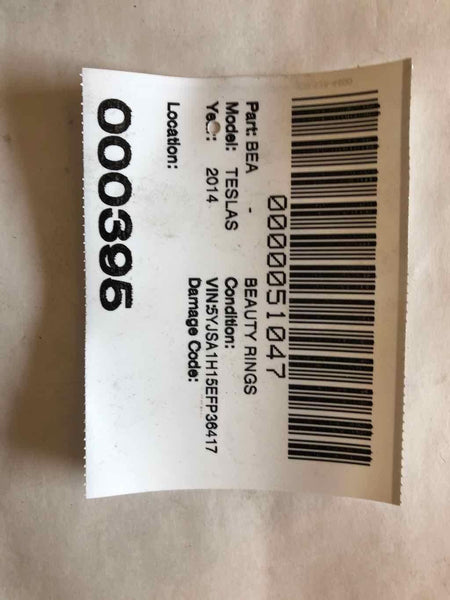 0000051047
Part: BEA - BEAUTY RINGS
Model: TESLAS Condition:
Year: 2014 VIN:5YJSA1H15EFP36417
Damage Code:
Location:
000395